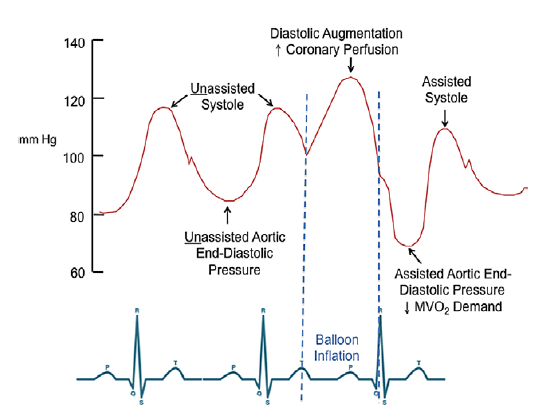 Diastolic Augmentation
↑ Coronary Perfusion
140
120
mm Hg
100
80
60
Unassisted
Systole
Assisted
Systole
Unassisted Aortic
End-Diastolic
Pressure
Assisted Aortic End-
Diastolic Pressure
↓ MVO₂ Demand
Balloon
Inflation
R
P
T
Q
S
R
P
T
Q
S
R
P
T
Q
S